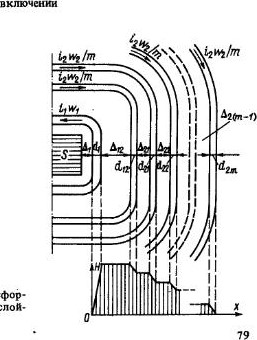 включении
i₂w₂/m
i₂w₂/m
i₂w₂/m
i₂w₂/m
i₁w₁
Δ₂₍ₘ₋₁₎
S
Δ₁ d₁ Δ₁₂ Δ₂₁ Δ₂₂
d₁₂ d₂₁ d₂₂ d₂ₘ
ΔH
0
x
фор-
слой-
79